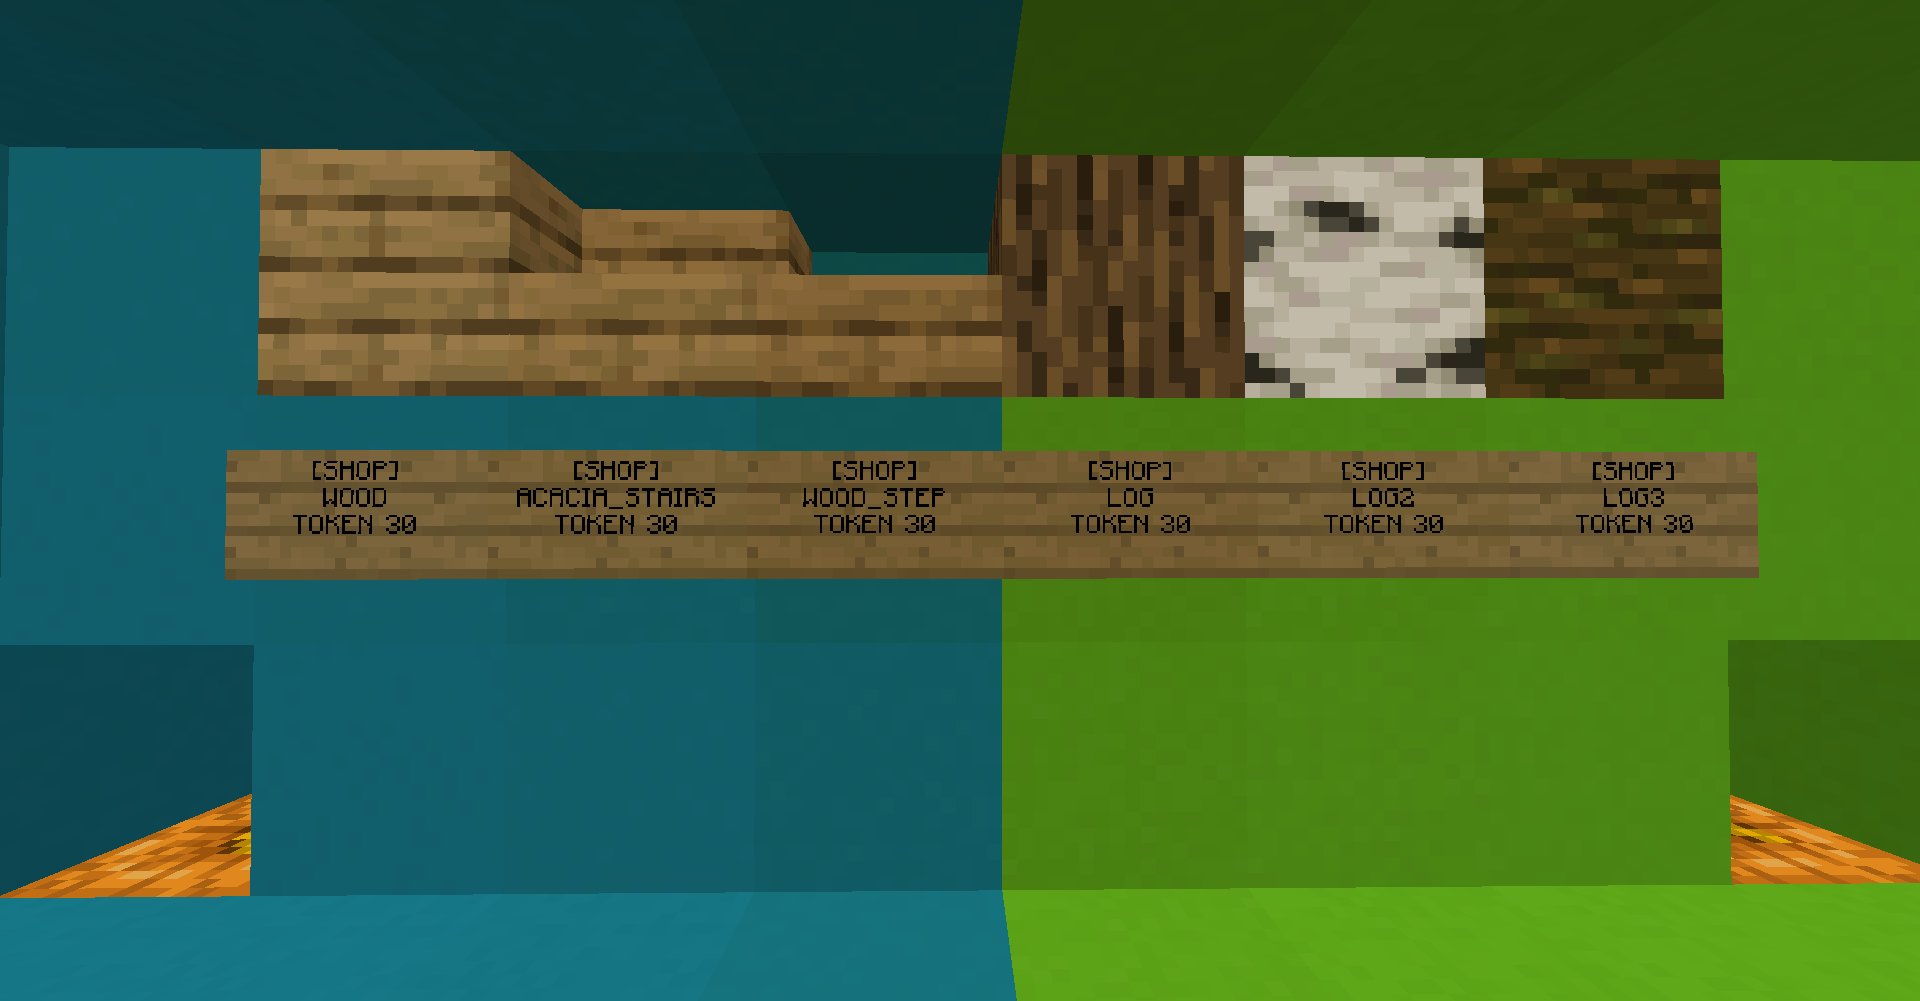 [SHOP]
WOOD
TOKEN 30
[SHOP]
ACACIA_STAIRS
TOKEN 30
[SHOP]
WOOD_STEP
TOKEN 30
[SHOP]
LOG
TOKEN 30
[SHOP]
LOG2
TOKEN 30
[SHOP]
LOG3
TOKEN 30